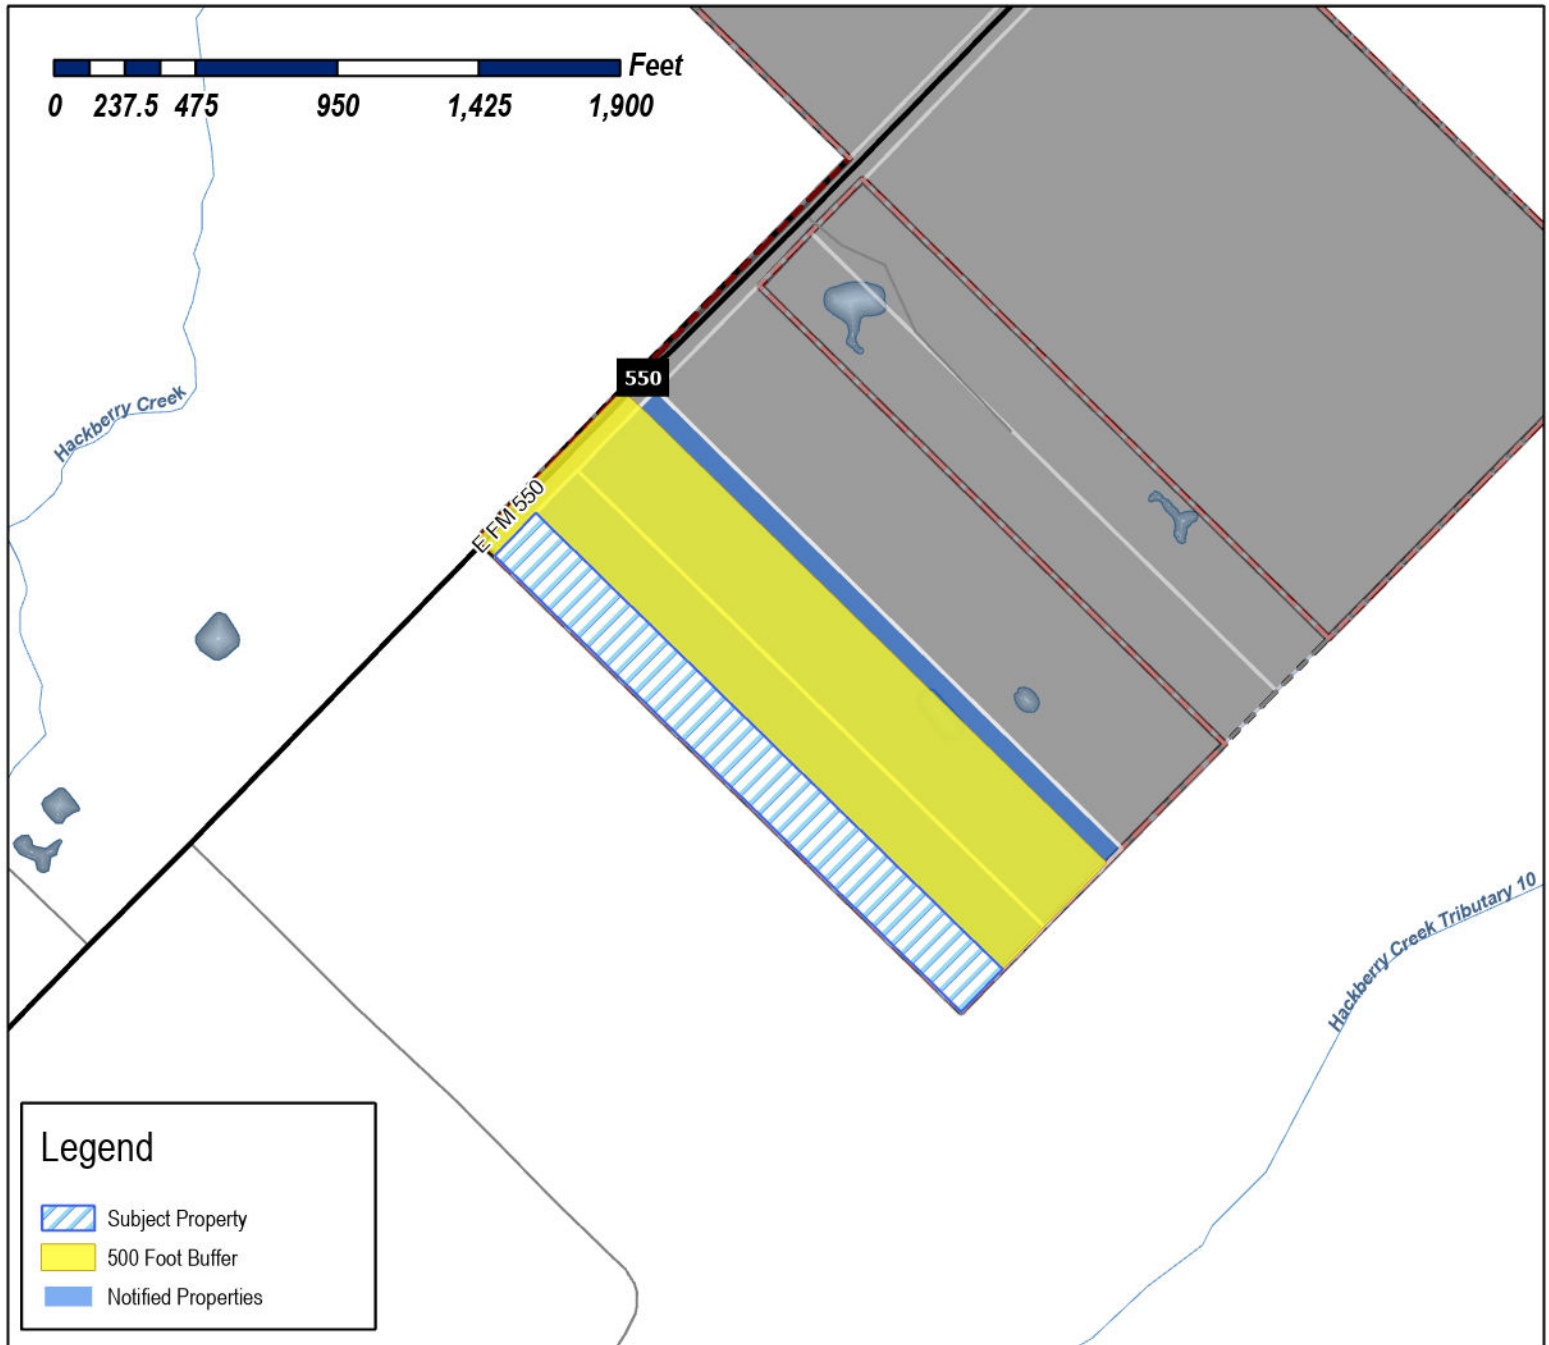 Feet
0 237.5 475 950 1,425 1,900
550
Hackberry Creek
E FM 550
Hackberry Creek Tributary 10
Legend
Subject Property
500 Foot Buffer
Notified Properties